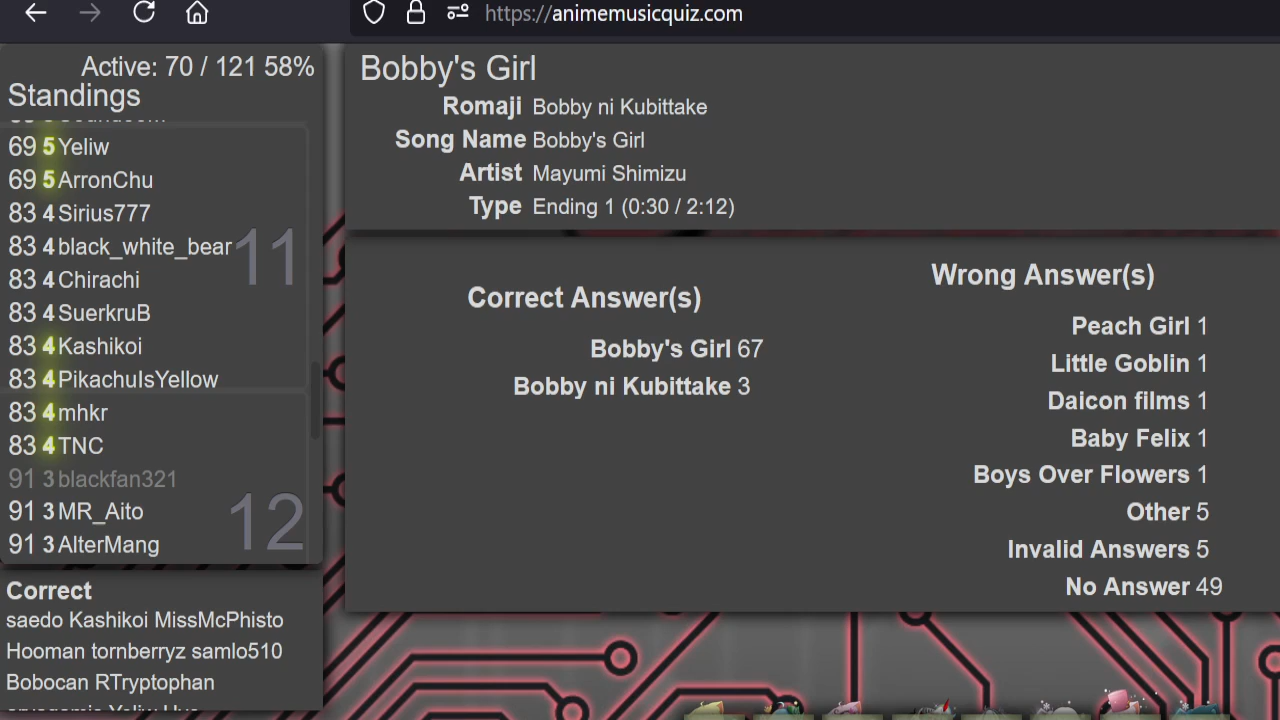 https://animemusicquiz.com
Active: 70 / 121 58%
Standings
69 5 Yeliw
69 5 ArronChu
83 4 Sirius777
83 4 black_white_bear
11
83 4 Chirachi
83 4 SuerkruB
83 4 Kashikoi
83 4 PikachuIsYellow
83 4 mhkr
83 4 TNC
91 3 blackfan321
91 3 MR_Aito
12
91 3 AlterMang
Correct
saedo Kashikoi MissMcPhisto
Hooman tornberryz samlo510
Bobocan RTryptophan
Bobby's Girl
Romaji Bobby ni Kubittake
Song Name Bobby's Girl
Artist Mayumi Shimizu
Type Ending 1 (0:30 / 2:12)
Correct Answer(s)
Bobby's Girl 67
Bobby ni Kubittake 3
Wrong Answer(s)
Peach Girl 1
Little Goblin 1
Daicon films 1
Baby Felix 1
Boys Over Flowers 1
Other 5
Invalid Answers 5
No Answer 49